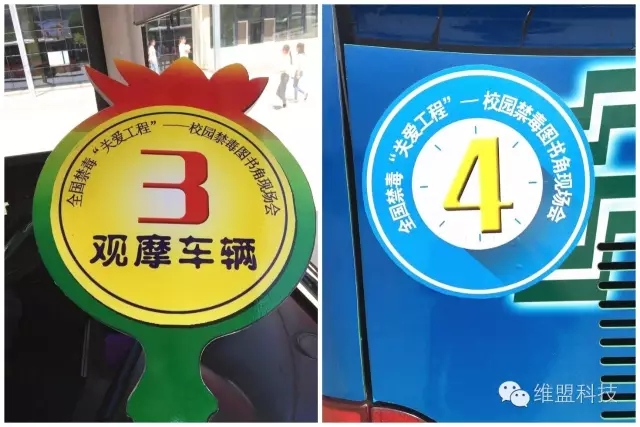 全国禁毒“关爱工程”——校园禁毒图书角现场会
3
观摩车辆
全国禁毒“关爱工程”——校园禁毒图书角现场会
4
维盟科技